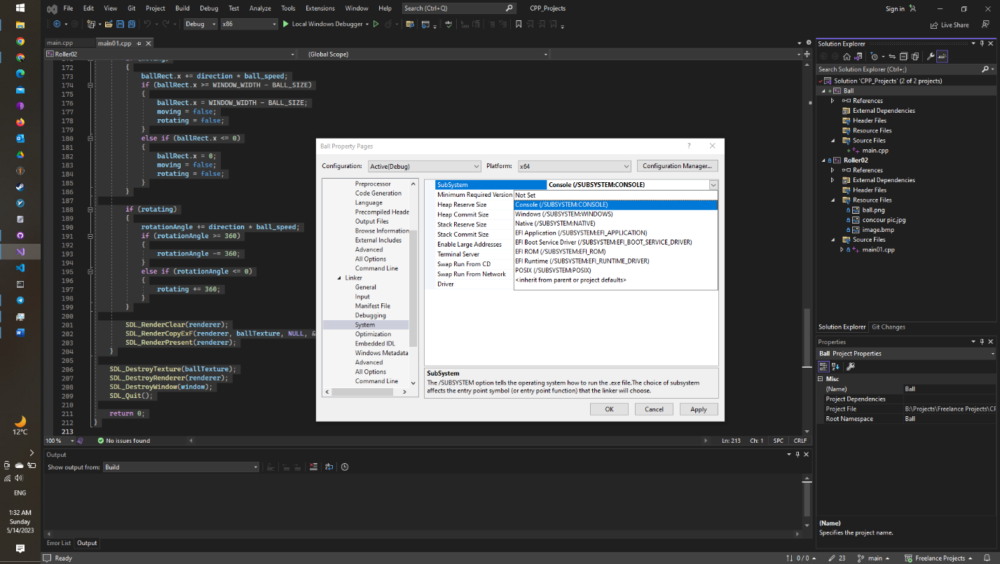 File Edit View Git Project Build Debug Test Analyze Tools Extensions Window Help Search (Ctrl+Q) CPP_Projects Sign in
Debug x86 Local Windows Debugger Live Share
main.cpp main01.cpp
Roller02 (Global Scope)
172 {
173 ballRect.x += direction * ball_speed;
174 if (ballRect.x >= WINDOW_WIDTH - BALL_SIZE)
175 {
176 ballRect.x = WINDOW_WIDTH - BALL_SIZE;
177 moving = false;
178 rotating = false;
179 }
180 else if (ballRect.x <= 0)
181 {
182 ballRect.x = 0;
183 moving = false;
184 rotating = false;
185 }
186 }
187
188 if (rotating)
189 {
190 rotationAngle += direction * ball_speed;
191 if (rotationAngle >= 360)
192 {
193 rotationAngle -= 360;
194 }
195 else if (rotationAngle <= 0)
196 {
197 rotating += 360;
198 }
199 }
200
201 SDL_RenderClear(renderer);
202 SDL_RenderCopyExF(renderer, ballTexture, NULL, &
203 SDL_RenderPresent(renderer);
204 }
205
206 SDL_DestroyTexture(ballTexture);
207 SDL_DestroyRenderer(renderer);
208 SDL_DestroyWindow(window);
209 SDL_Quit();
210
211 return 0;
212 }
213
100 % No issues found Ln: 213 Ch: 1 SPC CRLF
Ball Property Pages ?
Configuration: Active(Debug) Platform: x64 Configuration Manager...
Preprocessor
Code Generation
Language
Precompiled Heade
Output Files
Browse Information
External Includes
Advanced
All Options
Command Line
Linker
General
Input
Manifest File
Debugging
System
Optimization
Embedded IDL
Windows Metadata
Advanced
All Options
Command Line
SubSystem Console (/SUBSYSTEM:CONSOLE)
Minimum Required Version
Heap Reserve Size
Heap Commit Size
Stack Reserve Size
Stack Commit Size
Enable Large Addresses
Terminal Server
Swap Run From CD
Swap Run From Network
Driver
Not Set
Console (/SUBSYSTEM:CONSOLE)
Windows (/SUBSYSTEM:WINDOWS)
Native (/SUBSYSTEM:NATIVE)
EFI Application (/SUBSYSTEM:EFI_APPLICATION)
EFI Boot Service Driver (/SUBSYSTEM:EFI_BOOT_SERVICE_DRIVER)
EFI ROM (/SUBSYSTEM:EFI_ROM)
EFI Runtime (/SUBSYSTEM:EFI_RUNTIME_DRIVER)
POSIX (/SUBSYSTEM:POSIX)
<inherit from parent or project defaults>
SubSystem
The /SUBSYSTEM option tells the operating system how to run the .exe file.The choice of subsystem
affects the entry point symbol (or entry point function) that the linker will choose.
OK Cancel Apply
Solution Explorer
Search Solution Explorer (Ctrl+;)
Solution 'CPP_Projects' (2 of 2 projects)
Ball
References
External Dependencies
Header Files
Resource Files
Source Files
main.cpp
Roller02
References
External Dependencies
Header Files
Resource Files
ball.png
concour pic.jpg
image.bmp
Source Files
main01.cpp
Solution Explorer Git Changes
Properties
Ball Project Properties
Misc
(Name) Ball
Project Dependencies
Project File B:\Projects\Freelance Projects\CF
Root Namespace Ball
(Name)
Specifies the project name.
Output
Show output from: Build
Error List Output
Ready 0 / 0 23 main Freelance Projects
12°C
ENG
1:32 AM
Sunday
5/14/2023